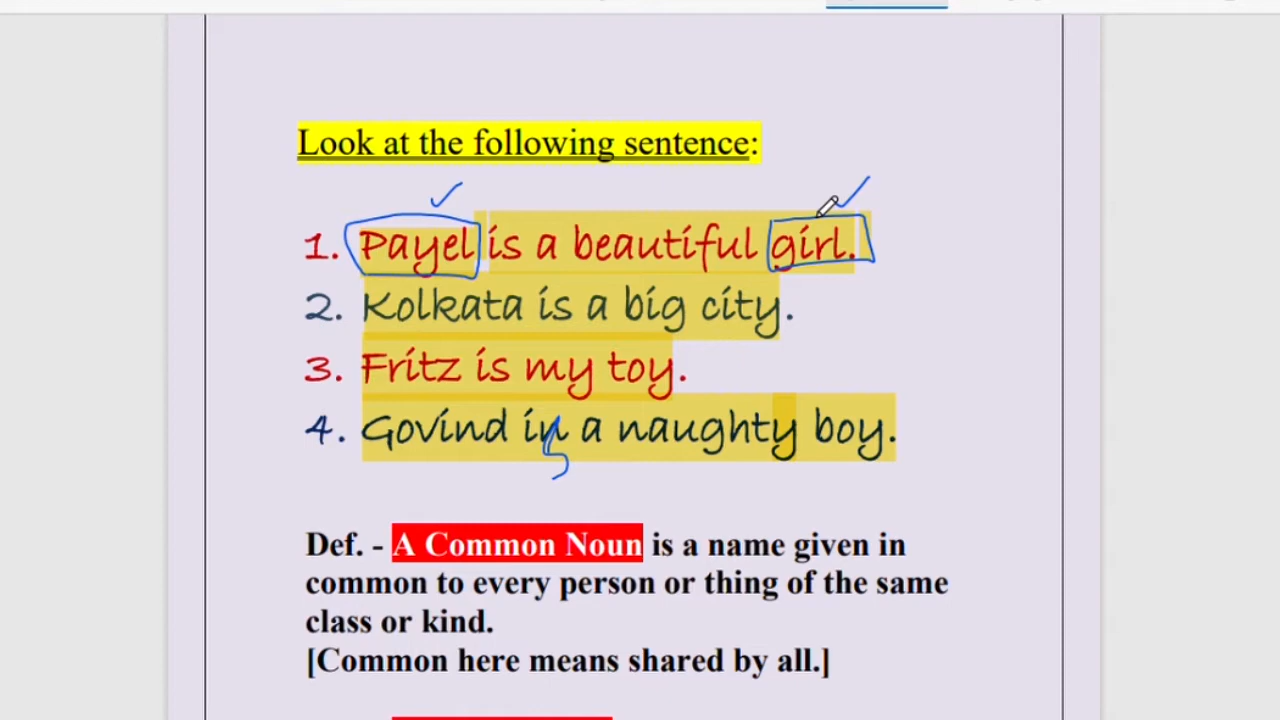 Look at the following sentence:
1. Payel is a beautiful girl.
2. Kolkata is a big city.
3. Fritz is my toy.
4. Govind in a naughty boy.
Def. - A Common Noun is a name given in
common to every person or thing of the same
class or kind.
[Common here means shared by all.]